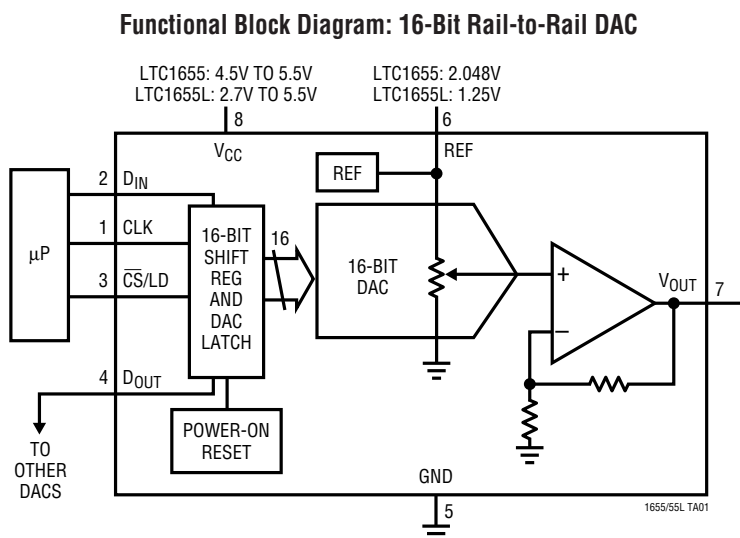 Functional Block Diagram: 16-Bit Rail-to-Rail DAC
LTC1655: 4.5V TO 5.5V
LTC1655L: 2.7V TO 5.5V
LTC1655: 2.048V
LTC1655L: 1.25V
8
6
VCC
REF
REF
µP
2
DIN
1
CLK
3
CS/LD
16-BIT
SHIFT
REG
AND
DAC
LATCH
16
16-BIT
DAC
+
−
VOUT
7
4
DOUT
TO
OTHER
DACS
POWER-ON
RESET
GND
5
1655/55L TA01